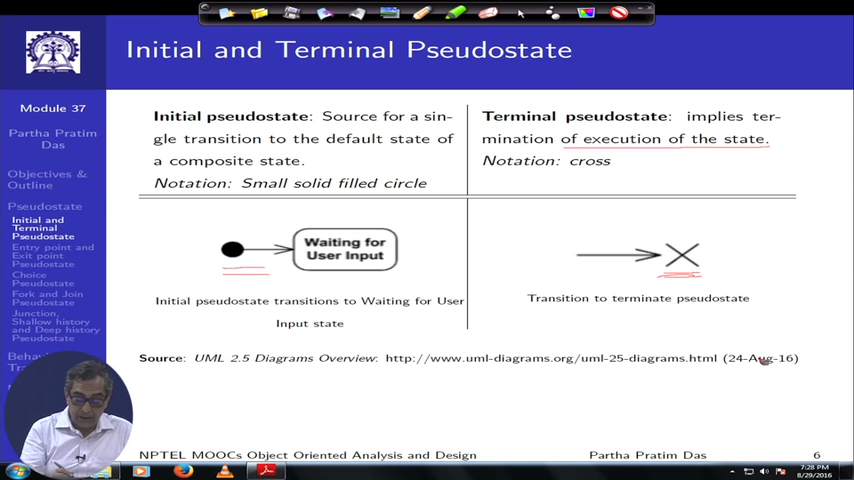 Initial and Terminal Pseudostate
Module 37
Partha Pratim
Das
Objectives &
Outline
Pseudostate
Initial and
Terminal
Pseudostate
Entry point and
Exit point
Pseudostate
Choice
Pseudostate
Fork and Join
Pseudostate
Junction,
Shallow history
and Deep history
Pseudostate
Initial pseudostate: Source for a sin-
gle transition to the default state of
a composite state.
Notation: Small solid filled circle
Terminal pseudostate: implies ter-
mination of execution of the state.
Notation: cross
Waiting for
User Input
Initial pseudostate transitions to Waiting for User
Input state
Transition to terminate pseudostate
Source: UML 2.5 Diagrams Overview: http://www.uml-diagrams.org/uml-25-diagrams.html (24-Aug-16)
NPTEL MOOCs Object Oriented Analysis and Design
Partha Pratim Das
6
7:28 PM
8/29/2016